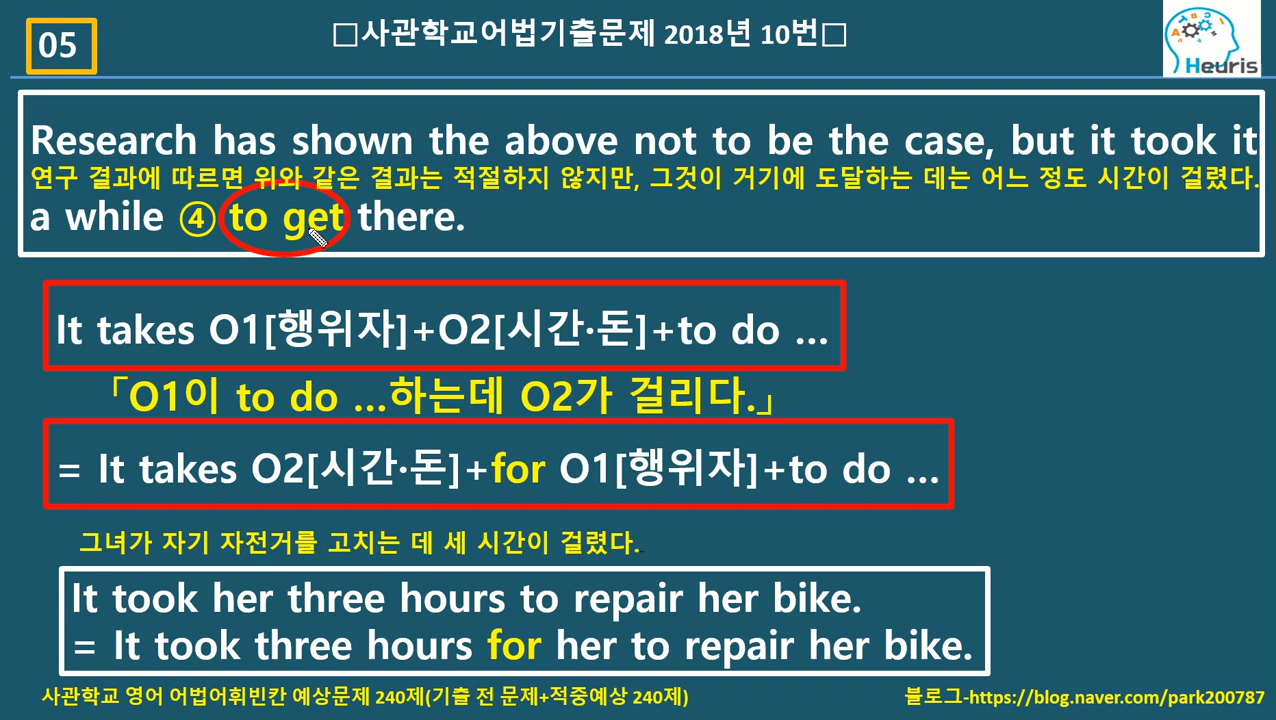 05
□사관학교어법기출문제 2018년 10번□
Heuris
Research has shown the above not to be the case, but it took it
연구 결과에 따르면 위와 같은 결과는 적절하지 않지만, 그것이 거기에 도달하는 데는 어느 정도 시간이 걸렸다.
a while ④ to get there.
It takes O1[행위자]+O2[시간·돈]+to do …
「O1이 to do …하는데 O2가 걸리다.」
= It takes O2[시간·돈]+for O1[행위자]+to do …
그녀가 자기 자전거를 고치는 데 세 시간이 걸렸다.
It took her three hours to repair her bike.
= It took three hours for her to repair her bike.
사관학교 영어 어법어휘빈칸 예상문제 240제(기출 전 문제+적중예상 240제)
블로그-https://blog.naver.com/park200787